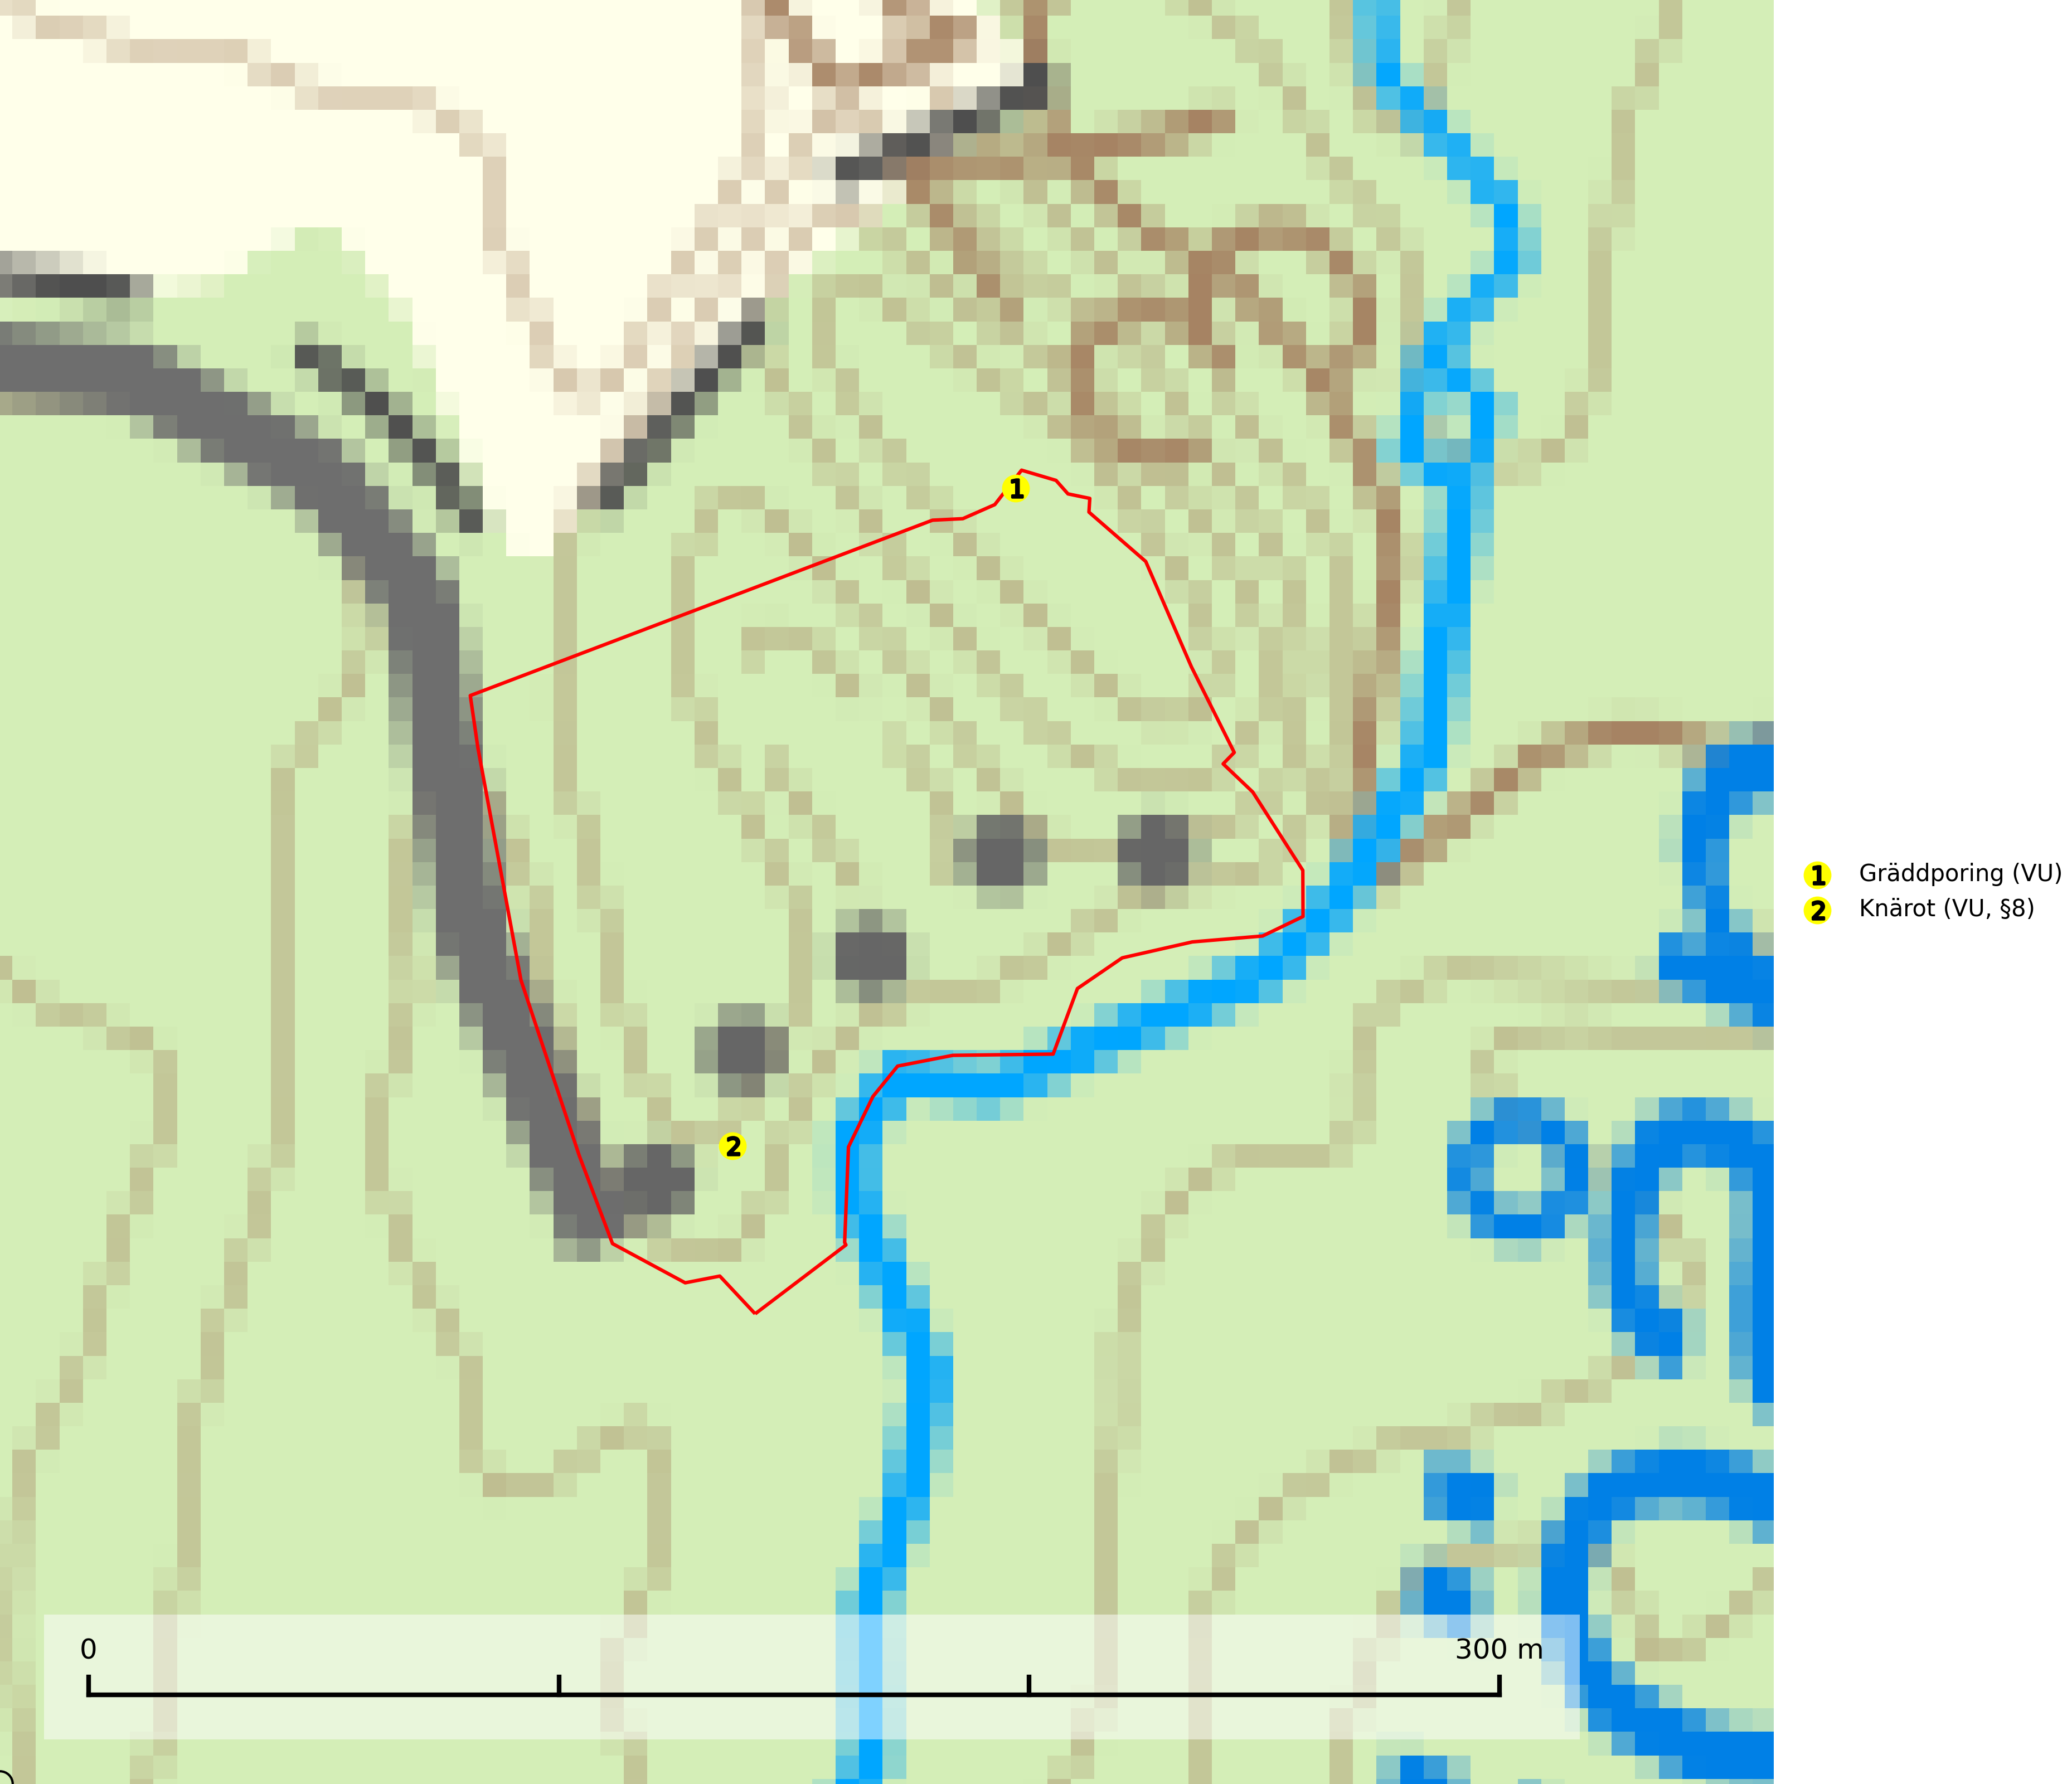 1
2
1 Gräddporing (VU)
2 Knärot (VU, §8)
0 300 m